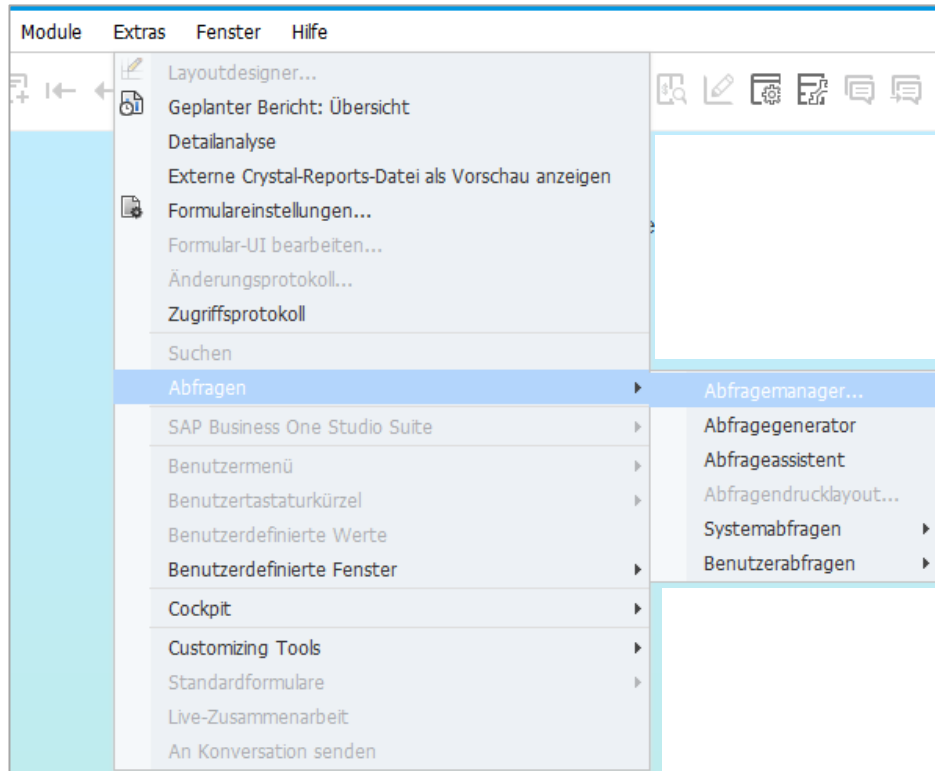 Module Extras Fenster Hilfe
Layoutdesigner...
Geplanter Bericht: Übersicht
Detailanalyse
Externe Crystal-Reports-Datei als Vorschau anzeigen
Formulareinstellungen...
Formular-UI bearbeiten...
Änderungsprotokoll...
Zugriffsprotokoll
Suchen
Abfragen
SAP Business One Studio Suite
Benutzermenü
Benutzertastaturkürzel
Benutzerdefinierte Werte
Benutzerdefinierte Fenster
Cockpit
Customizing Tools
Standardformulare
Live-Zusammenarbeit
An Konversation senden
Abfragemanager...
Abfragegenerator
Abfrageassistent
Abfragendrucklayout...
Systemabfragen
Benutzerabfragen